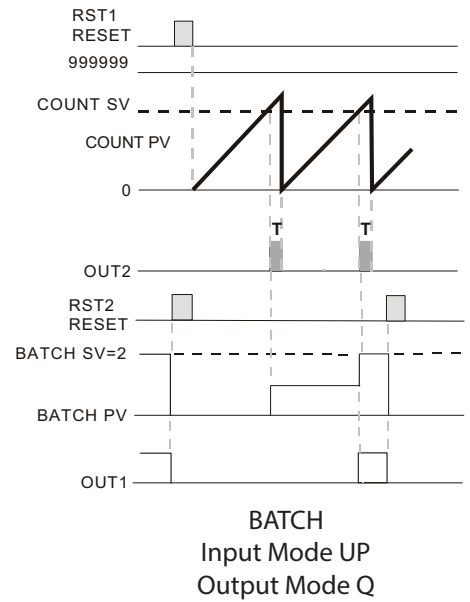 RST1
RESET
999999
COUNT SV
COUNT PV
0
T T
OUT2
RST2
RESET
BATCH SV=2
BATCH PV
OUT1
BATCH
Input Mode UP
Output Mode Q